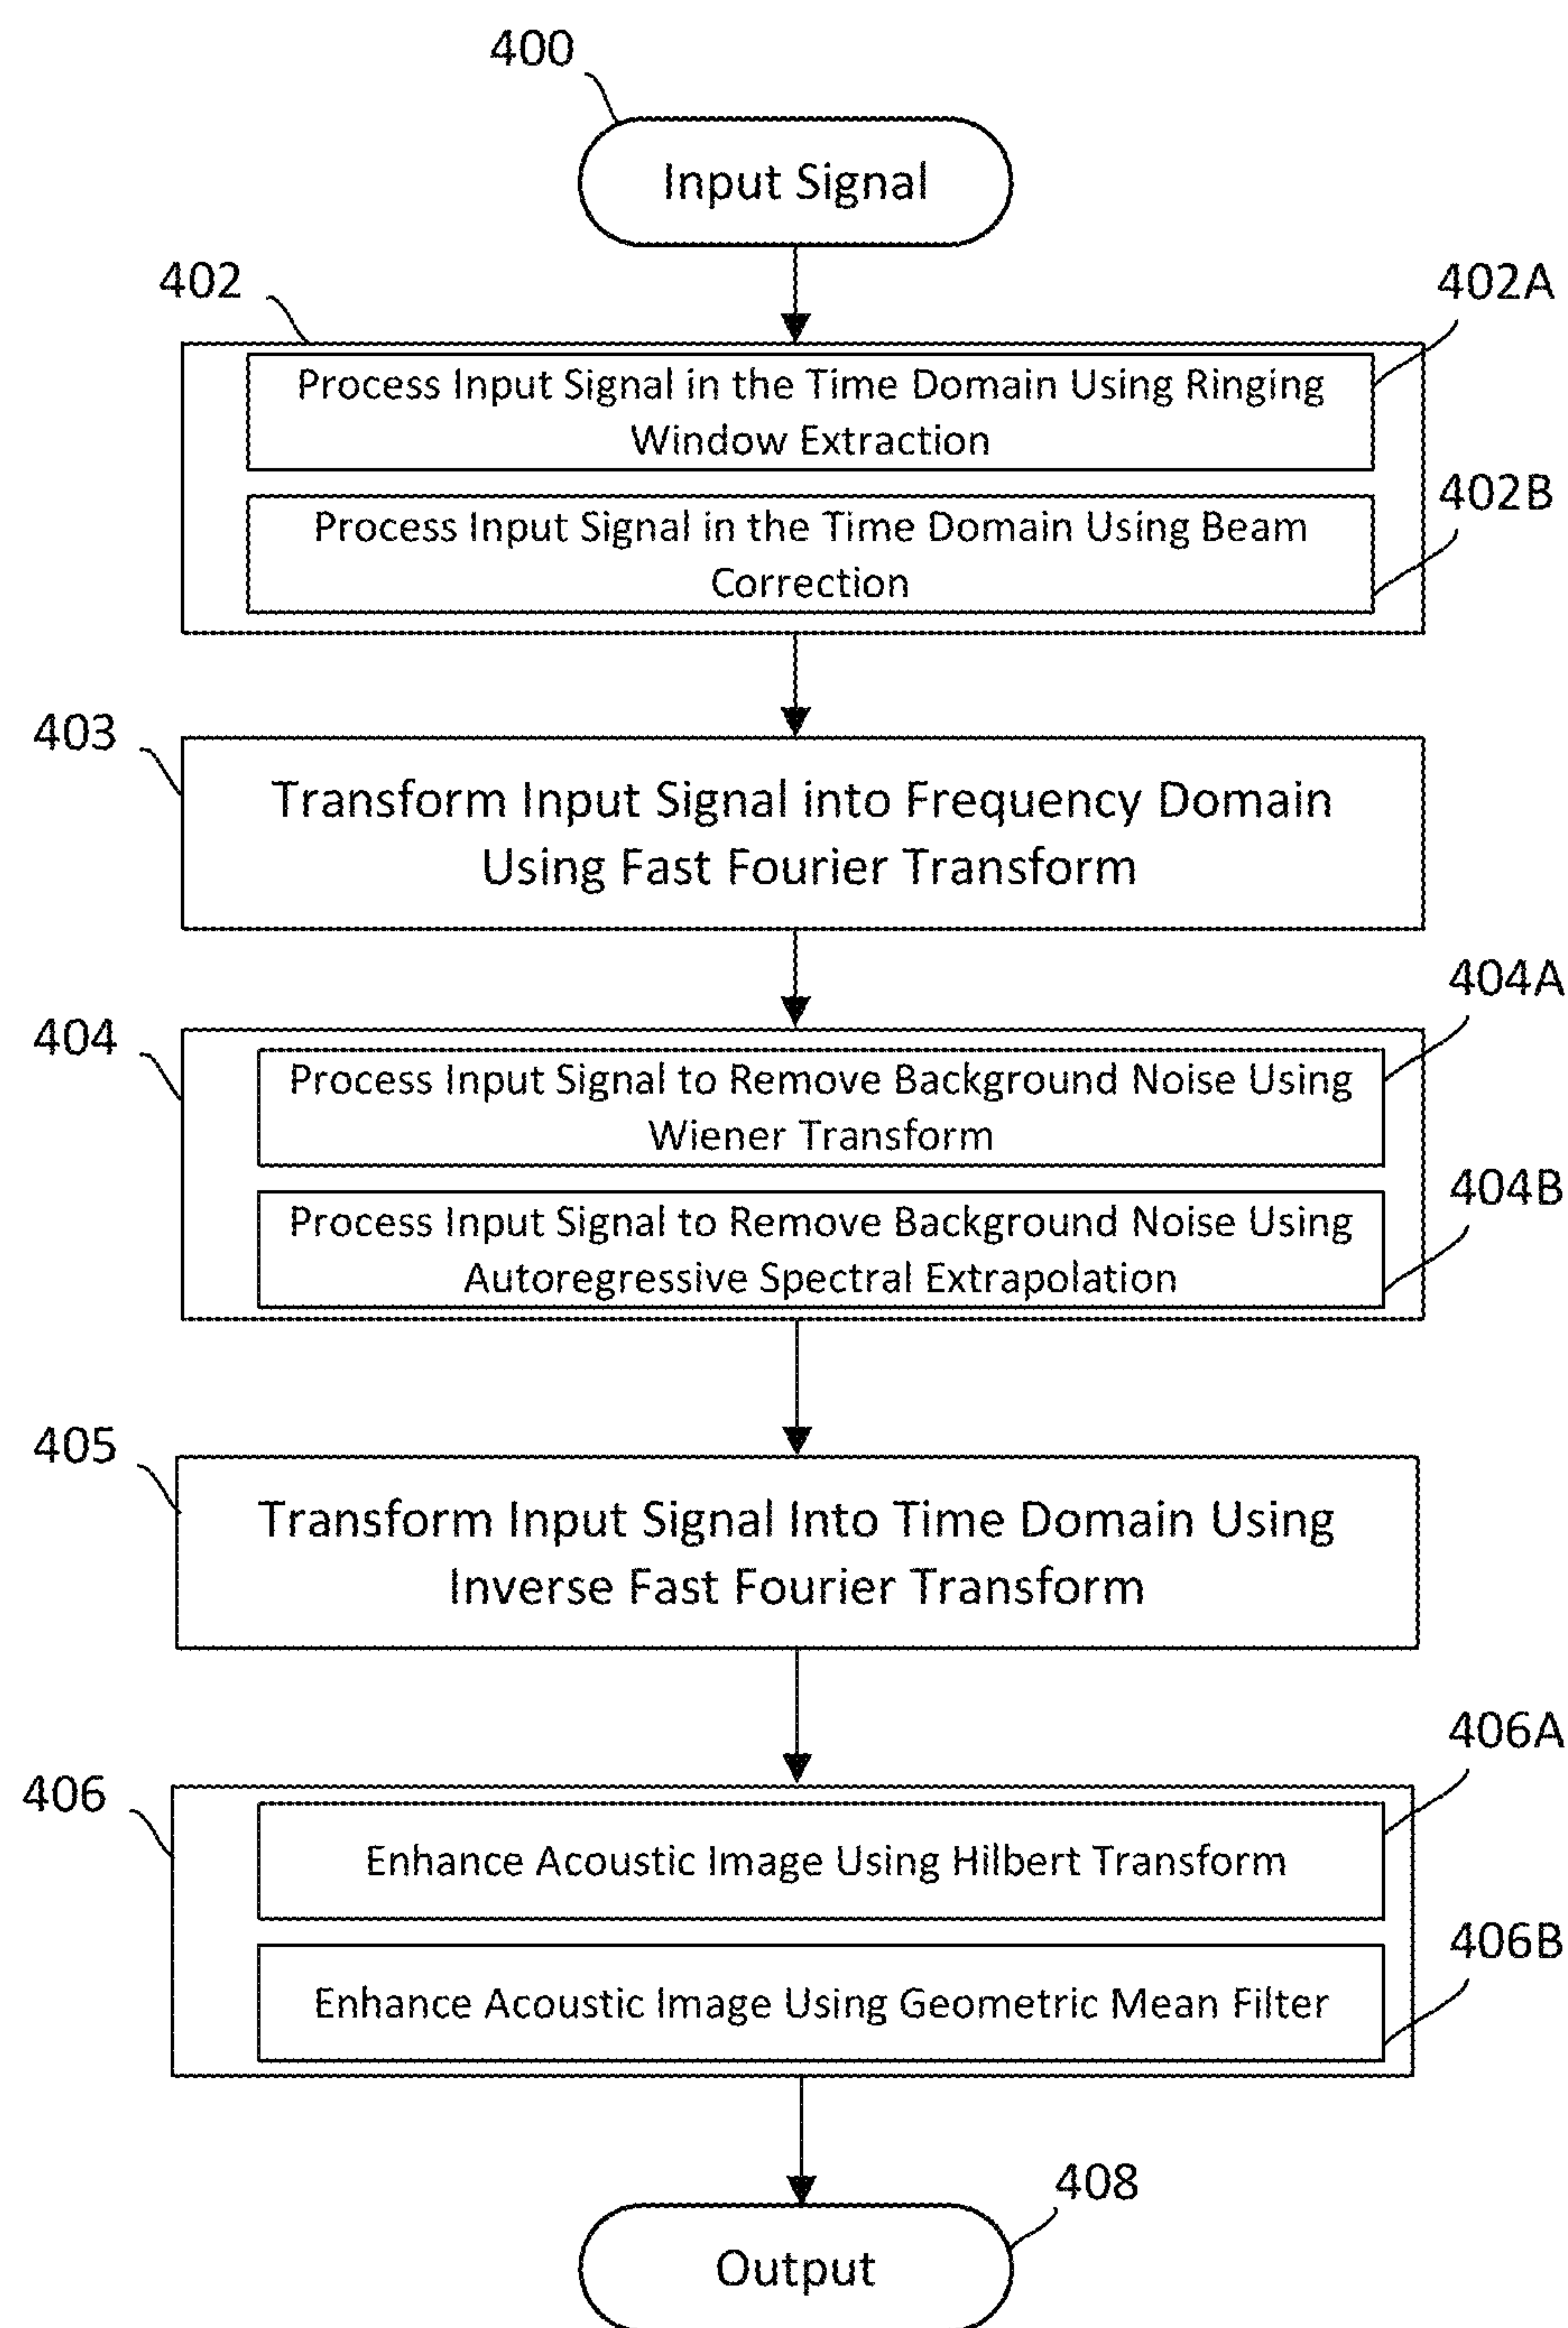 400
Input Signal
402
402A
Process Input Signal in the Time Domain Using Ringing
Window Extraction
402B
Process Input Signal in the Time Domain Using Beam
Correction
403
Transform Input Signal into Frequency Domain
Using Fast Fourier Transform
404
404A
Process Input Signal to Remove Background Noise Using
Wiener Transform
404B
Process Input Signal to Remove Background Noise Using
Autoregressive Spectral Extrapolation
405
Transform Input Signal Into Time Domain Using
Inverse Fast Fourier Transform
406
406A
Enhance Acoustic Image Using Hilbert Transform
406B
Enhance Acoustic Image Using Geometric Mean Filter
408
Output